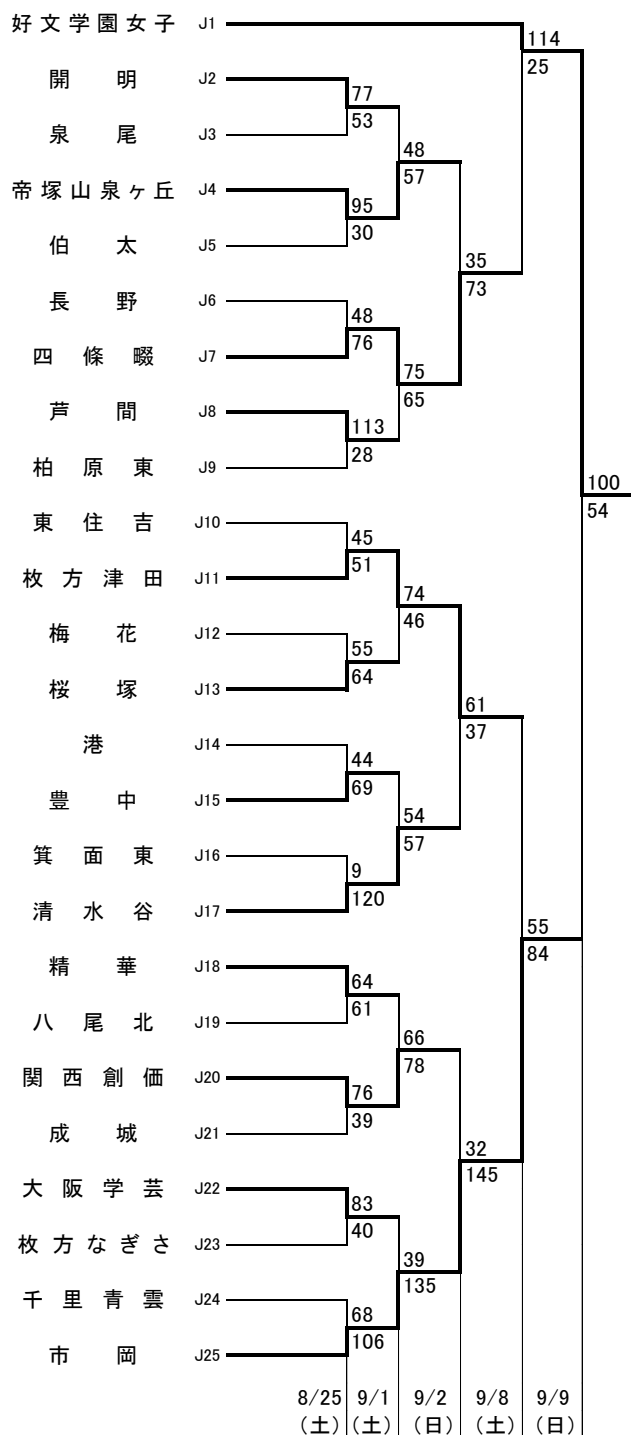 好文学園女子 J1
114
25
開明 J2
77
53
泉尾 J3
48
57
帝塚山泉ヶ丘 J4
95
30
伯太 J5
35
73
長野 J6
48
76
四條畷 J7
75
65
芦間 J8
113
28
柏原東 J9
100
54
東住吉 J10
45
51
枚方津田 J11
74
46
梅花 J12
55
64
桜塚 J13
61
37
港 J14
44
69
豊中 J15
54
57
箕面東 J16
9
120
清水谷 J17
55
84
精華 J18
64
61
八尾北 J19
66
78
関西創価 J20
76
39
成城 J21
32
145
大阪学芸 J22
83
40
枚方なぎさ J23
39
135
千里青雲 J24
68
106
市岡 J25
8/25 9/1 9/2 9/8 9/9
(土) (土) (日) (土) (日)